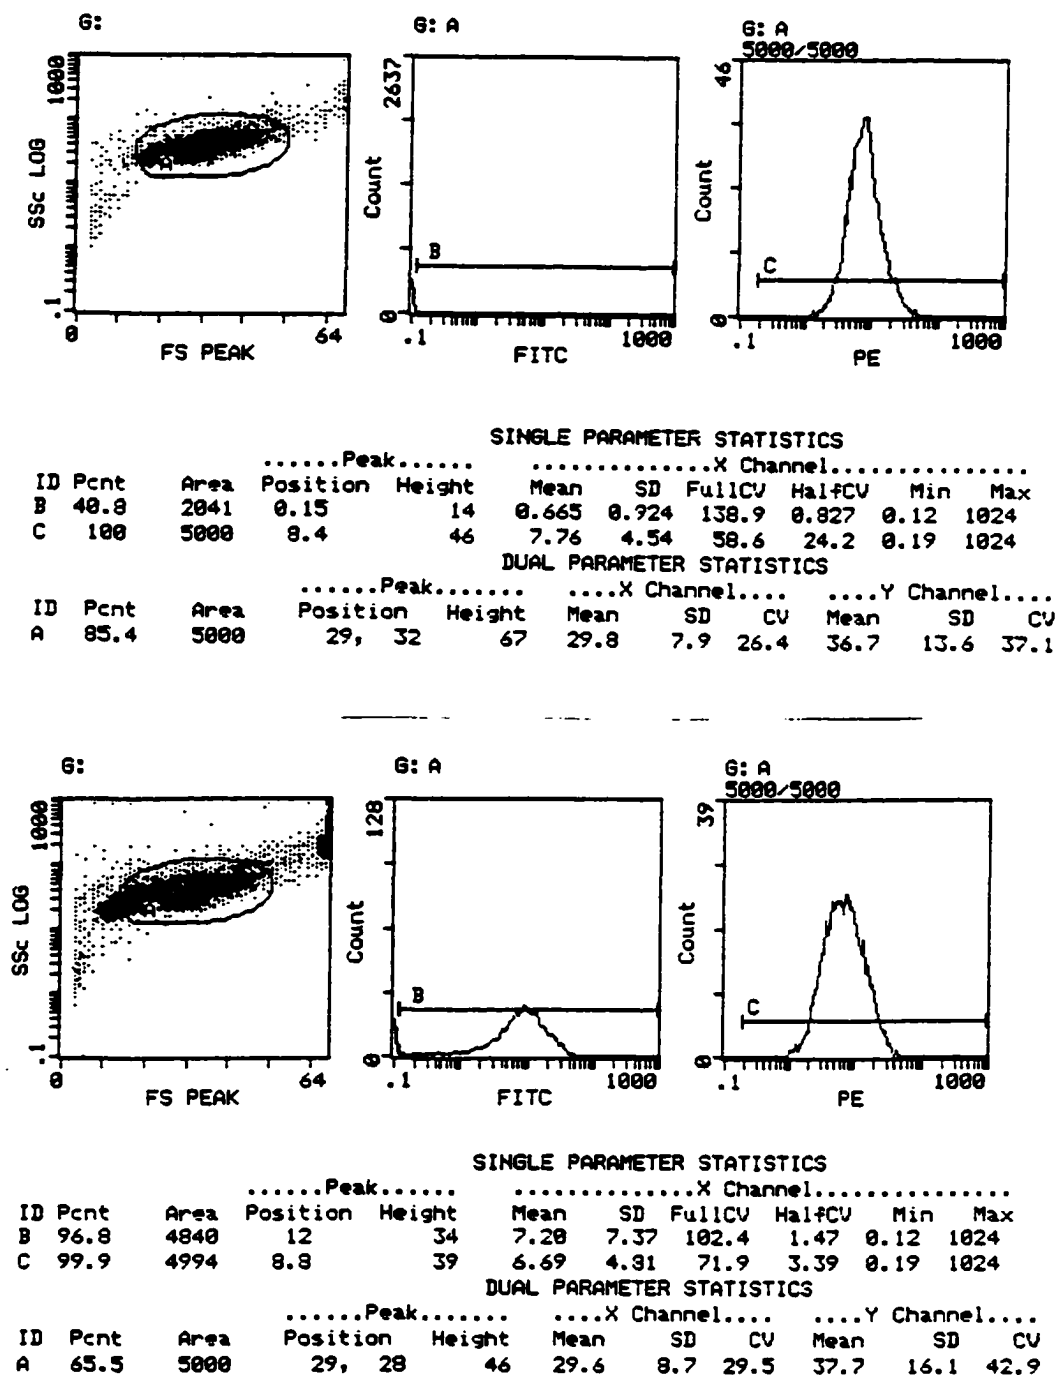 G:
G: A
G: A
5000/5000
1000
SSc LOG
.1
0
64
FS PEAK
A
2637
Count
0
B
.1
1000
FITC
46
Count
0
C
.1
1000
PE
SINGLE PARAMETER STATISTICS
......Peak...... ..............X Channel...............
ID Pcnt Area Position Height Mean SD FullCV HalfCV Min Max
B 40.8 2041 0.15 14 0.665 0.924 138.9 0.827 0.12 1024
C 100 5000 8.4 46 7.76 4.54 58.6 24.2 0.19 1024
DUAL PARAMETER STATISTICS
......Peak....... ....X Channel.... ....Y Channel....
ID Pcnt Area Position Height Mean SD CV Mean SD CV
A 85.4 5000 29, 32 67 29.8 7.9 26.4 36.7 13.6 37.1
G:
G: A
G: A
5000/5000
1000
SSc LOG
.1
0
64
FS PEAK
A
128
Count
0
B
.1
1000
FITC
39
Count
0
C
.1
1000
PE
SINGLE PARAMETER STATISTICS
......Peak...... ..............X Channel...............
ID Pcnt Area Position Height Mean SD FullCV HalfCV Min Max
B 96.8 4840 12 34 7.20 7.37 102.4 1.47 0.12 1024
C 99.9 4994 8.8 39 6.69 4.81 71.9 3.39 0.19 1024
DUAL PARAMETER STATISTICS
......Peak....... ....X Channel.... ....Y Channel....
ID Pcnt Area Position Height Mean SD CV Mean SD CV
A 65.5 5000 29, 28 46 29.6 8.7 29.5 37.7 16.1 42.9